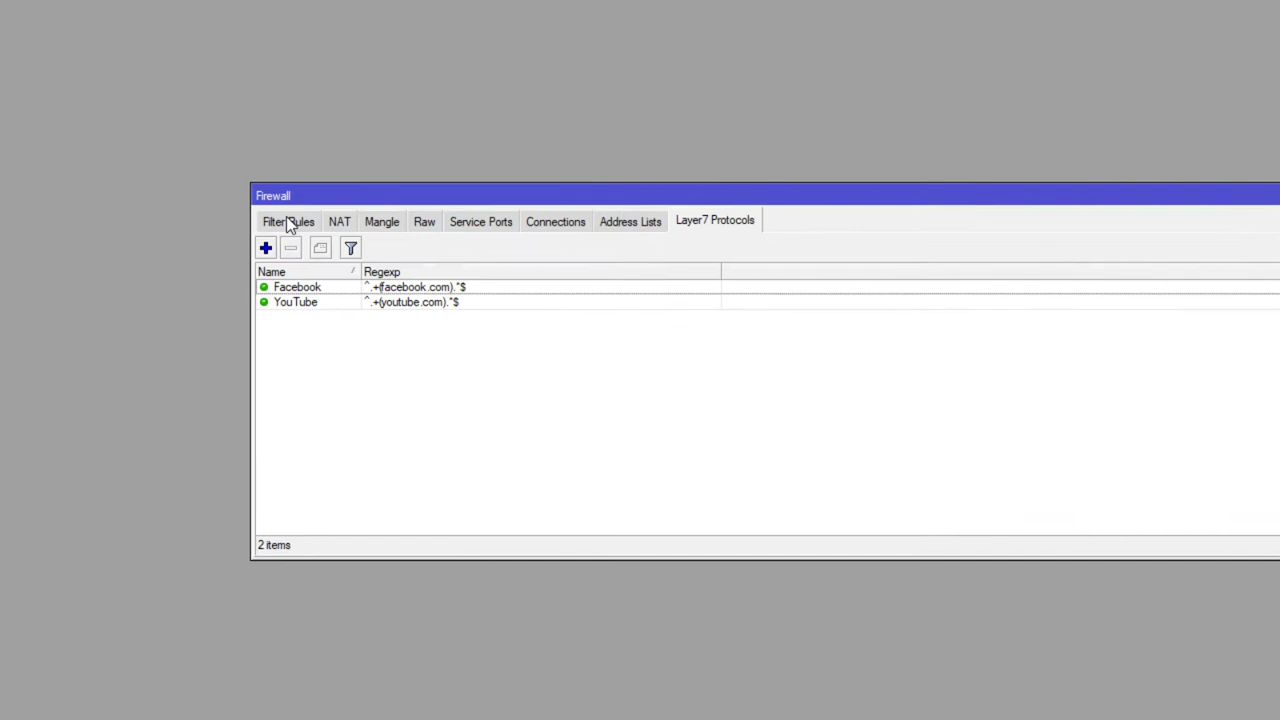 Firewall
Filter Rules NAT Mangle Raw Service Ports Connections Address Lists Layer7 Protocols
Name Regexp
Facebook ^.+(facebook.com).*$
YouTube ^.+(youtube.com).*$
2 items